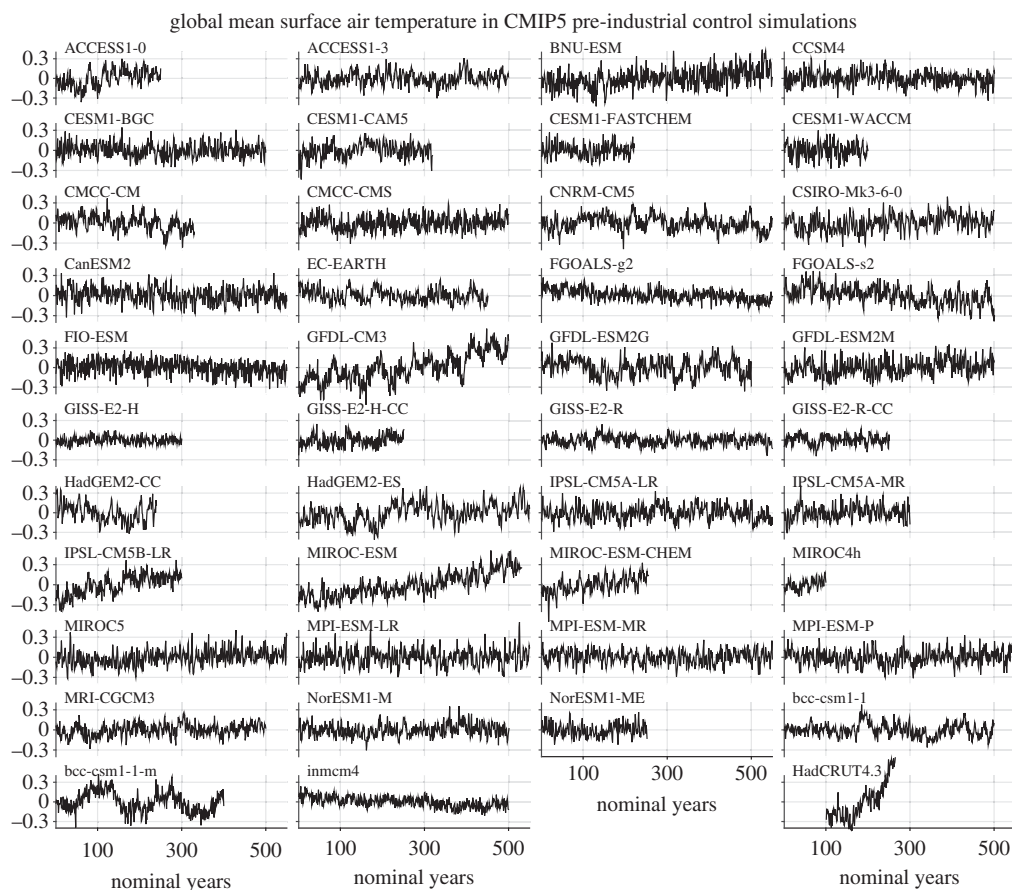 global mean surface air temperature in CMIP5 pre-industrial control simulations
ACCESS1-0 ACCESS1-3 BNU-ESM CCSM4
0.3
0
–0.3
CESM1-BGC CESM1-CAM5 CESM1-FASTCHEM CESM1-WACCM
0.3
0
–0.3
CMCC-CM CMCC-CMS CNRM-CM5 CSIRO-Mk3-6-0
0.3
0
–0.3
CanESM2 EC-EARTH FGOALS-g2 FGOALS-s2
0.3
0
–0.3
FIO-ESM GFDL-CM3 GFDL-ESM2G GFDL-ESM2M
0.3
0
–0.3
GISS-E2-H GISS-E2-H-CC GISS-E2-R GISS-E2-R-CC
0.3
0
–0.3
HadGEM2-CC HadGEM2-ES IPSL-CM5A-LR IPSL-CM5A-MR
0.3
0
–0.3
IPSL-CM5B-LR MIROC-ESM MIROC-ESM-CHEM MIROC4h
0.3
0
–0.3
MIROC5 MPI-ESM-LR MPI-ESM-MR MPI-ESM-P
0.3
0
–0.3
MRI-CGCM3 NorESM1-M NorESM1-ME bcc-csm1-1
0.3
0
–0.3
100 300 500
bcc-csm1-1-m inmcm4 HadCRUT4.3
0.3
0
–0.3
nominal years
100 300 500 100 300 500 100 300 500
nominal years nominal years nominal years